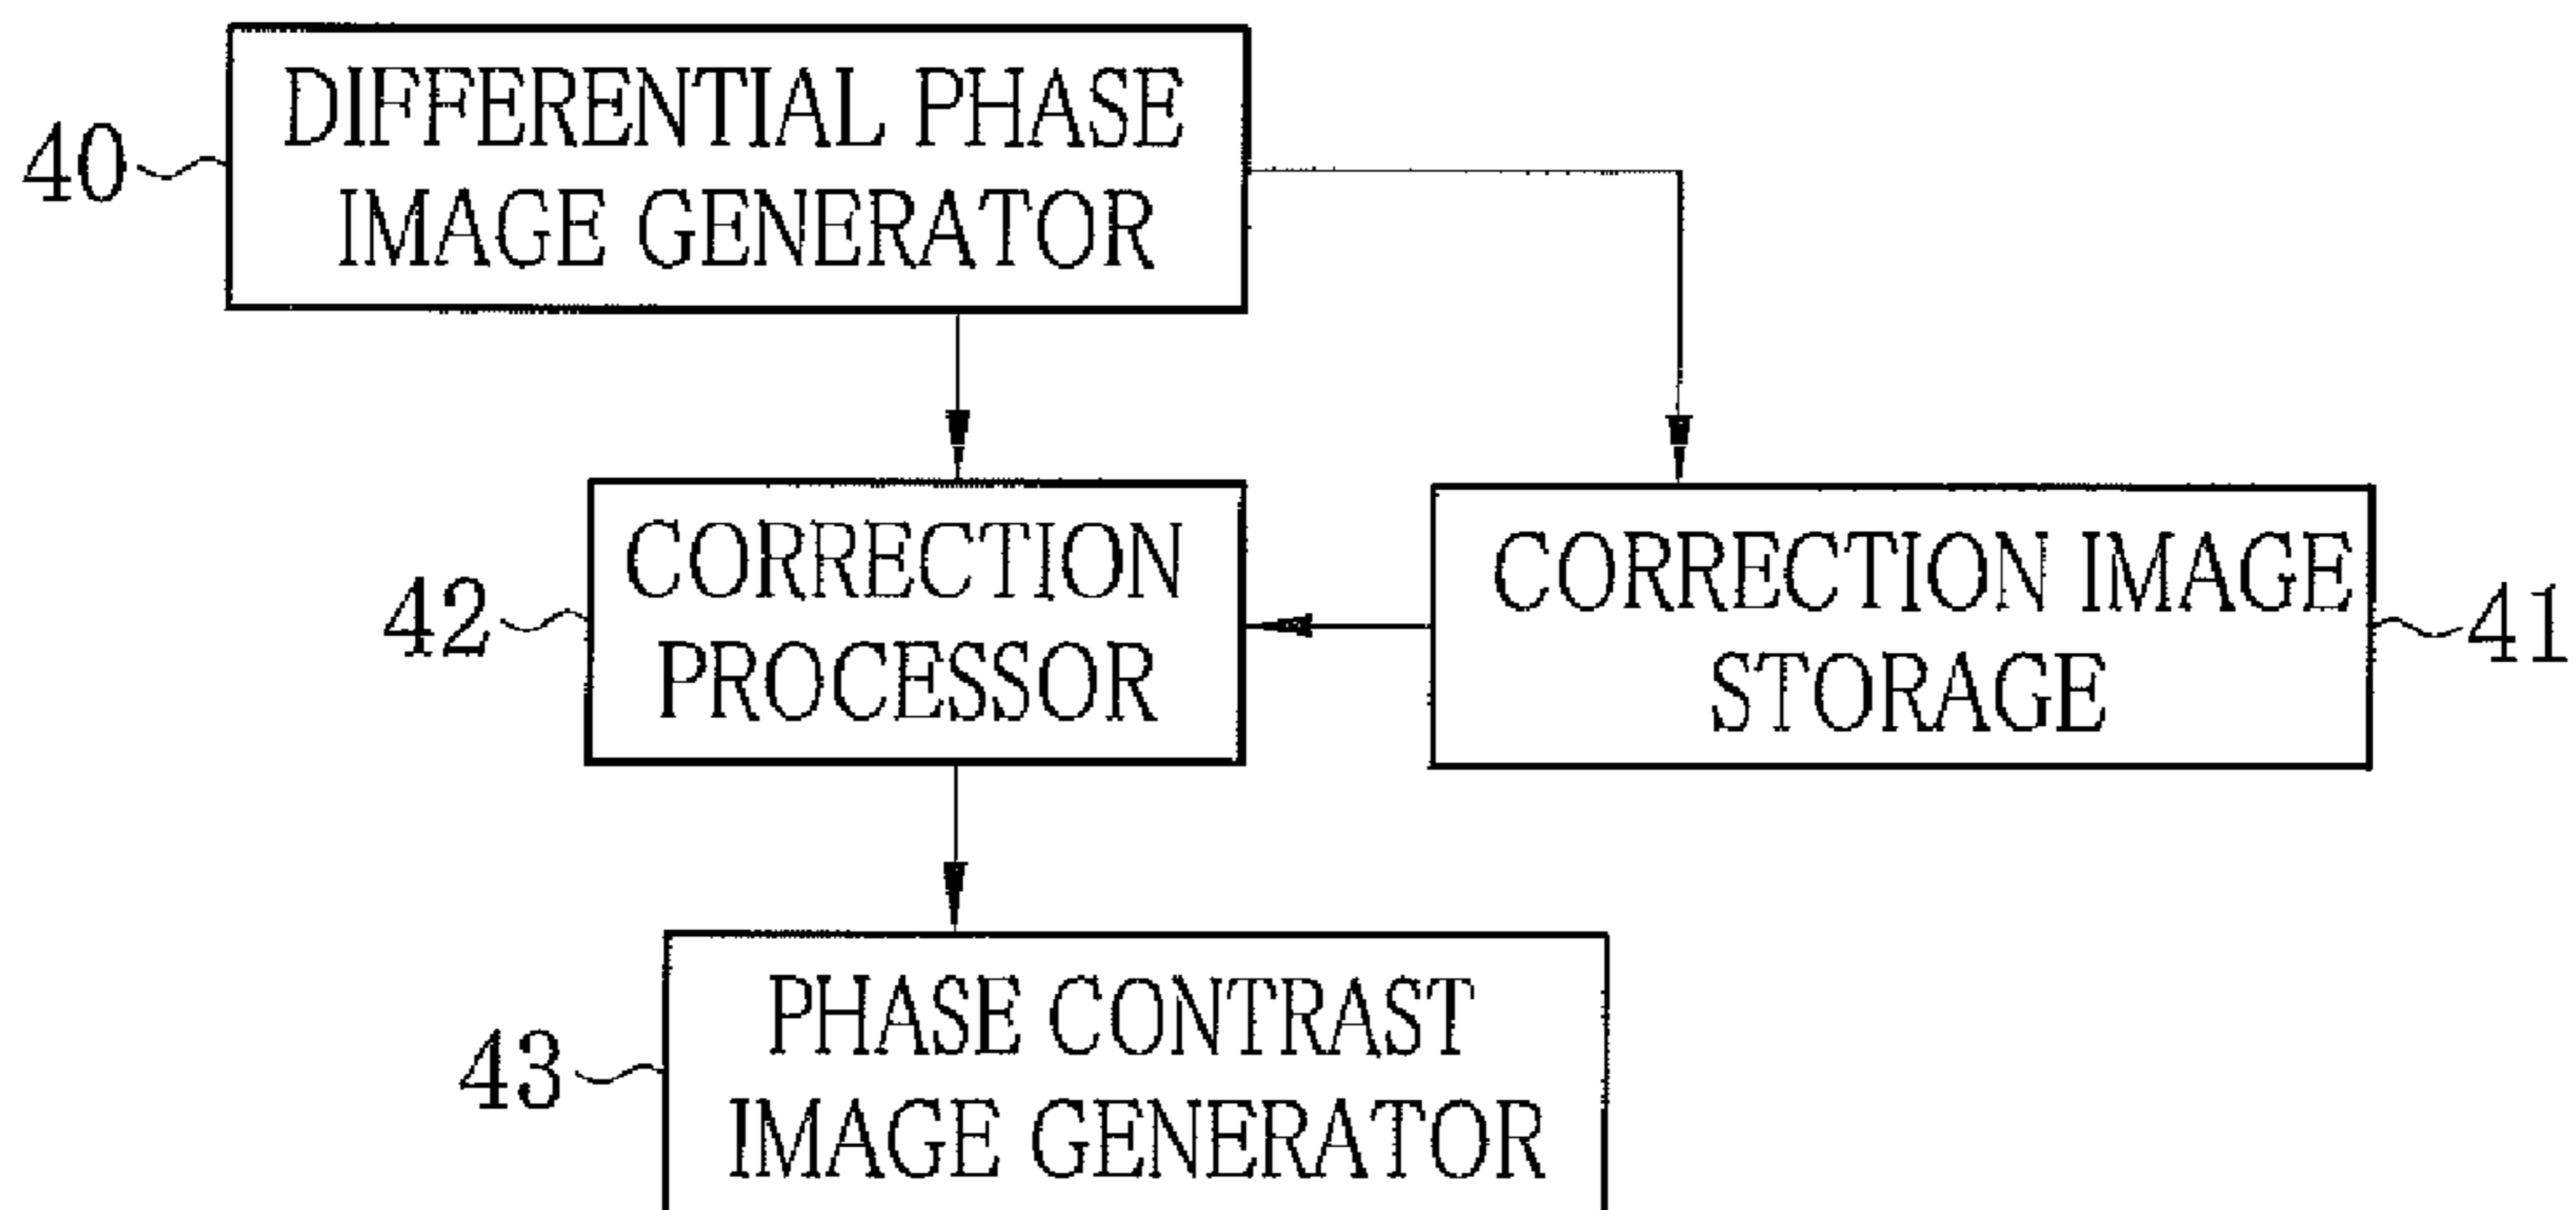 DIFFERENTIAL PHASE
IMAGE GENERATOR
40
CORRECTION
PROCESSOR
42
CORRECTION IMAGE
STORAGE
41
PHASE CONTRAST
IMAGE GENERATOR
43